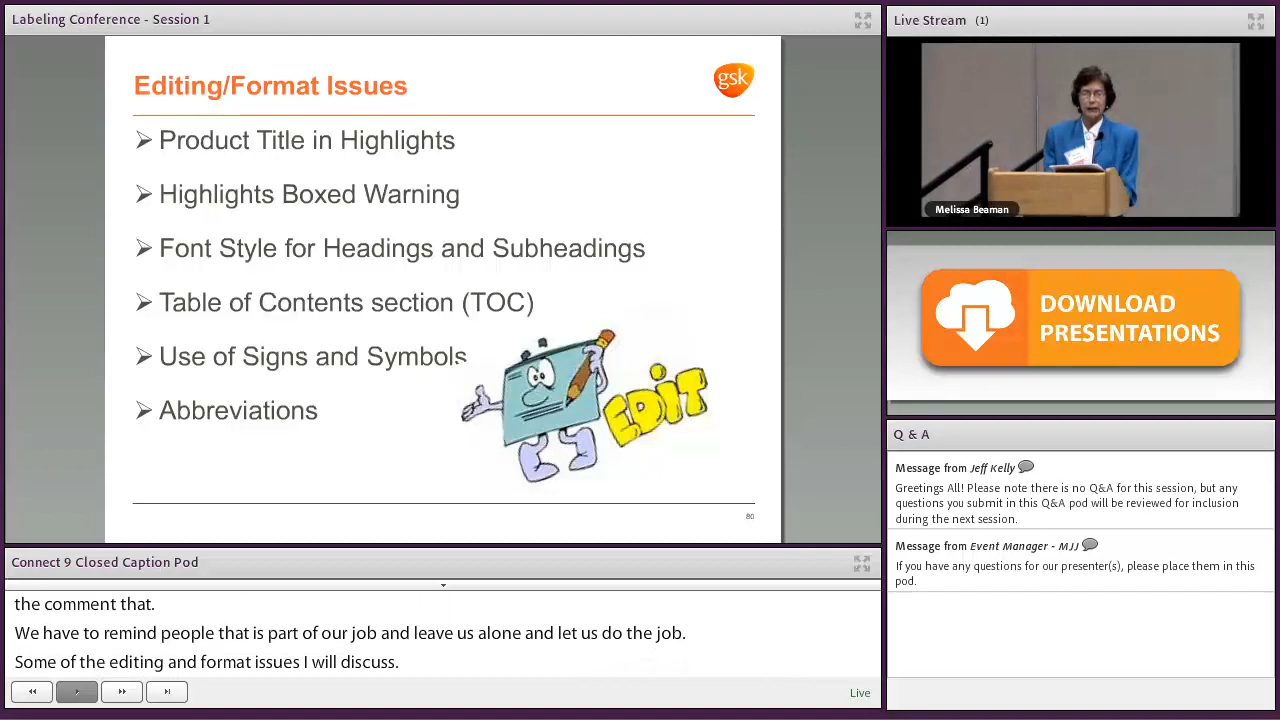 Labeling Conference - Session 1
Editing/Format Issues
gsk
Product Title in Highlights
Highlights Boxed Warning
Font Style for Headings and Subheadings
Table of Contents section (TOC)
Use of Signs and Symbols
Abbreviations
EDIT
80
Connect 9 Closed Caption Pod
the comment that.
We have to remind people that is part of our job and leave us alone and let us do the job.
Some of the editing and format issues I will discuss.
Live
Live Stream (1)
Melissa Beaman
DOWNLOAD
PRESENTATIONS
Q & A
Message from Jeff Kelly
Greetings All! Please note there is no Q&A for this session, but any
questions you submit in this Q&A pod will be reviewed for inclusion
during the next session.
Message from Event Manager - MJJ
If you have any questions for our presenter(s), please place them in this
pod.